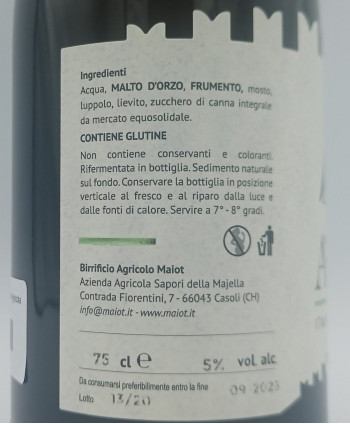 Ingredienti
Acqua, MALTO D'ORZO, FRUMENTO, mosto,
luppolo, lievito, zucchero di canna integrale
da mercato equosolidale.
CONTIENE GLUTINE
Non contiene conservanti e coloranti.
Rifermentata in bottiglia. Sedimento naturale
sul fondo. Conservare la bottiglia in posizione
verticale al fresco e al riparo dalla luce e
dalle fonti di calore. Servire a 7° - 8° gradi.
Birrificio Agricolo Maiot
Azienda Agricola Sapori della Majella
Contrada Fiorentini, 7 - 66043 Casoli (CH)
info@maiot.it - www.maiot.it
75 cl e 5% vol. alc.
Da consumarsi preferibilmente entro la fine 09 2023
Lotto 13/20